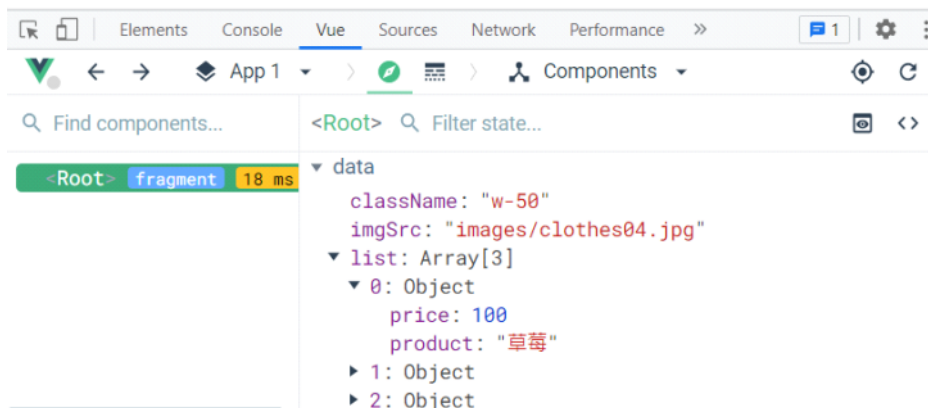 Elements Console Vue Sources Network Performance » 1
App 1 Components
Find components... <Root> Filter state...
<Root> fragment 18 ms
data
className: "w-50"
imgSrc: "images/clothes04.jpg"
list: Array[3]
0: Object
price: 100
product: "草莓"
1: Object
2: Object